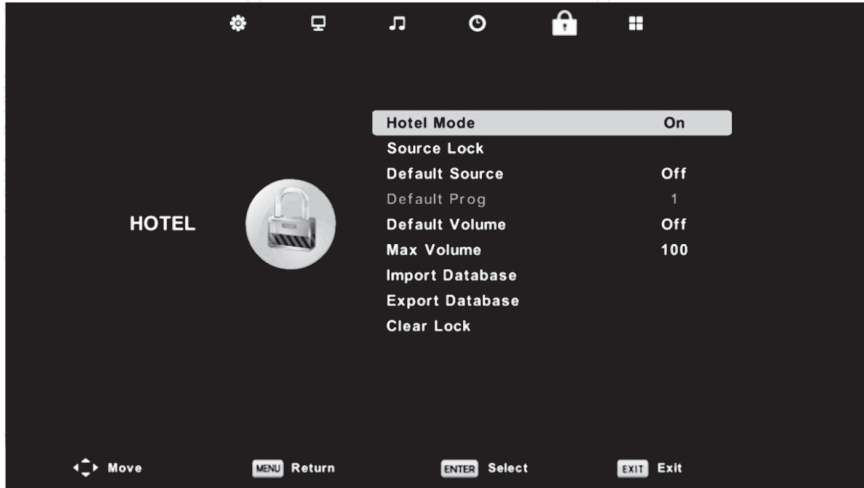 Hotel Mode On
Source Lock
Default Source Off
Default Prog 1
HOTEL
Default Volume Off
Max Volume 100
Import Database
Export Database
Clear Lock
Move MENU Return ENTER Select EXIT Exit